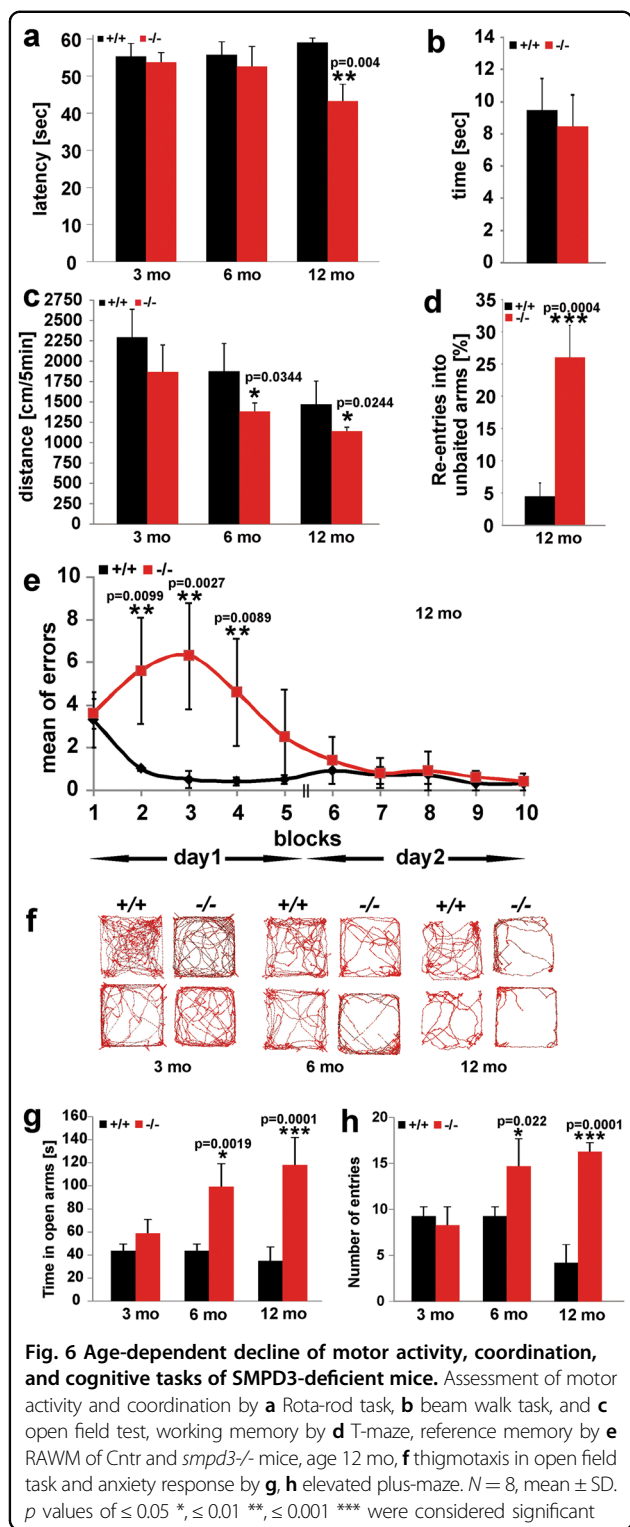 a
+/+ -/-
60
50
40
50
20
10
0
latency [sec]
p=0.004
**
3 mo 6 mo 12 mo
b
+/+ -/-
14
12
10
8
6
4
2
0
time [sec]
c
+/+ -/-
2750
2500
2250
2000
1750
1500
1250
1000
750
500
250
0
distance [cm/5min]
p=0.0344
*
p=0.0244
*
3 mo 6 mo 12 mo
d
+/+
-/-
p=0.0004
***
35
30
25
20
15
10
5
0
Re-entries into
unbaited arms [%]
12 mo
e
+/+ -/-
10
8
6
4
2
0
mean of errors
p=0.0099
**
p=0.0027
**
p=0.0089
**
12 mo
1 2 3 4 5 6 7 8 9 10
blocks
day1 day2
f
+/+ -/- +/+ -/- +/+ -/-
3 mo 6 mo 12 mo
g
+/+ -/-
160
140
120
100
80
60
40
20
0
Time in open arms [s]
p=0.0019
*
p=0.0001
***
3 mo 6 mo 12 mo
h
+/+ -/-
20
15
10
5
0
Number of entries
p=0.022
*
p=0.0001
***
3 mo 6 mo 12 mo
Fig. 6 Age-dependent decline of motor activity, coordination,
and cognitive tasks of SMPD3-deficient mice. Assessment of motor
activity and coordination by a Rota-rod task, b beam walk task, and c
open field test, working memory by d T-maze, reference memory by e
RAWM of Cntr and smpd3-/- mice, age 12 mo, f thigmotaxis in open field
task and anxiety response by g, h elevated plus-maze. N = 8, mean ± SD.
p values of ≤ 0.05 *, ≤ 0.01 **, ≤ 0.001 *** were considered significant